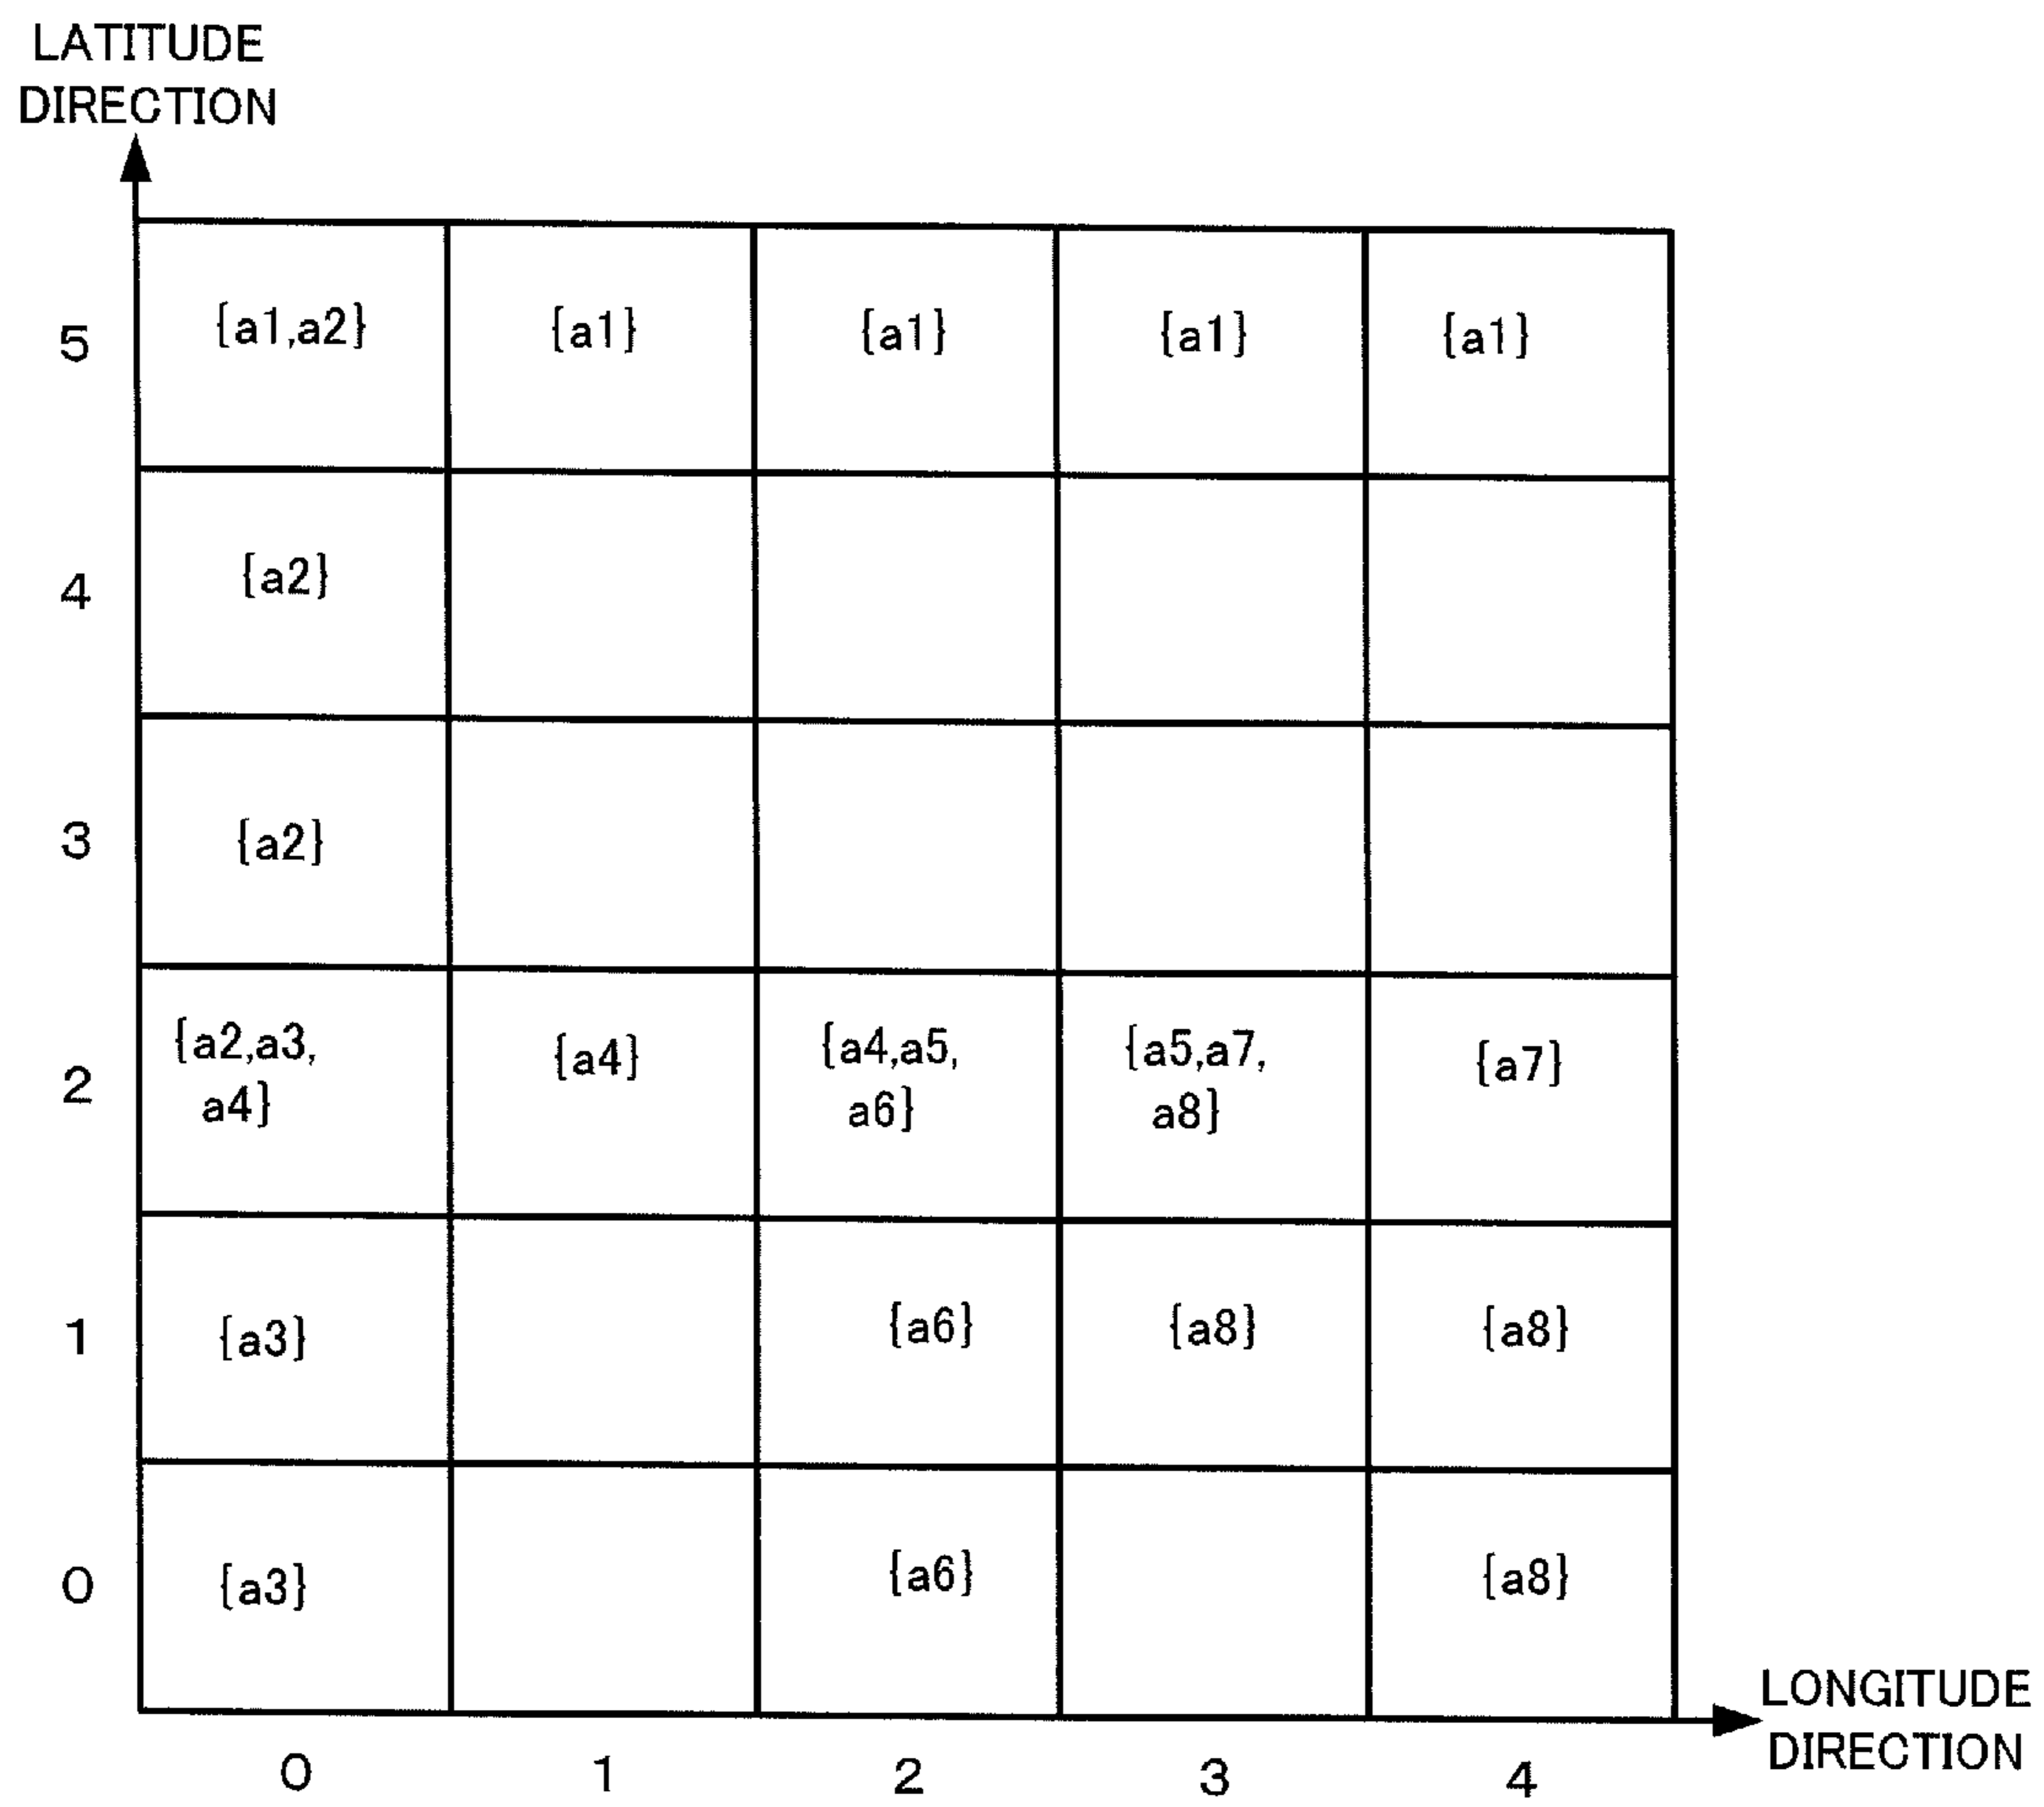 LATITUDE
DIRECTION
5
{a1,a2}
{a1}
{a1}
{a1}
{a1}
4
{a2}
3
{a2}
2
{a2,a3,
a4}
{a4}
{a4,a5,
a6}
{a5,a7,
a8}
{a7}
1
{a3}
{a6}
{a8}
{a8}
0
{a3}
{a6}
{a8}
0
1
2
3
4
LONGITUDE
DIRECTION